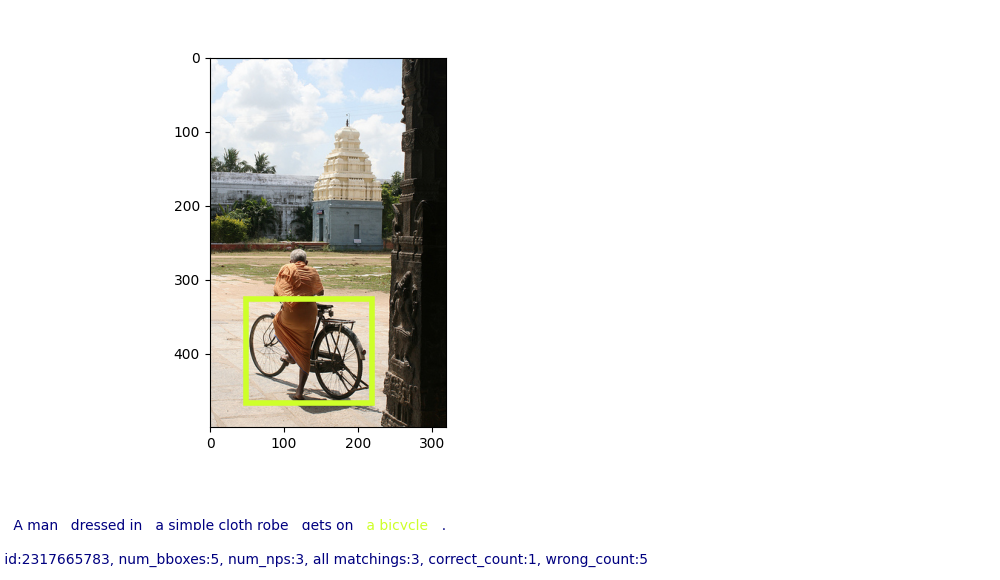 0
100
200
300
400
0 100 200 300
A man dressed in a simple cloth robe gets on a bicycle .
id:2317665783, num_bboxes:5, num_nps:3, all matchings:3, correct_count:1, wrong_count:5